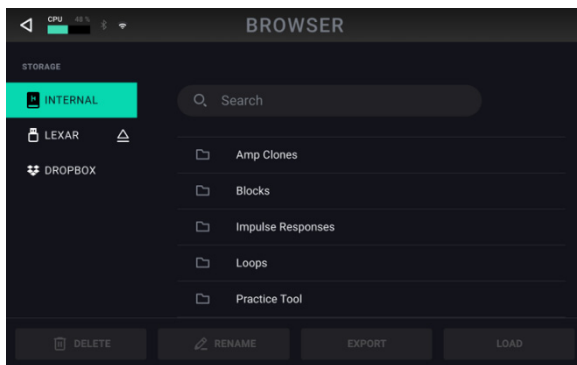 CPU 48 %
BROWSER
STORAGE
INTERNAL
LEXAR
DROPBOX
Search
Amp Clones
Blocks
Impulse Responses
Loops
Practice Tool
DELETE
RENAME
EXPORT
LOAD